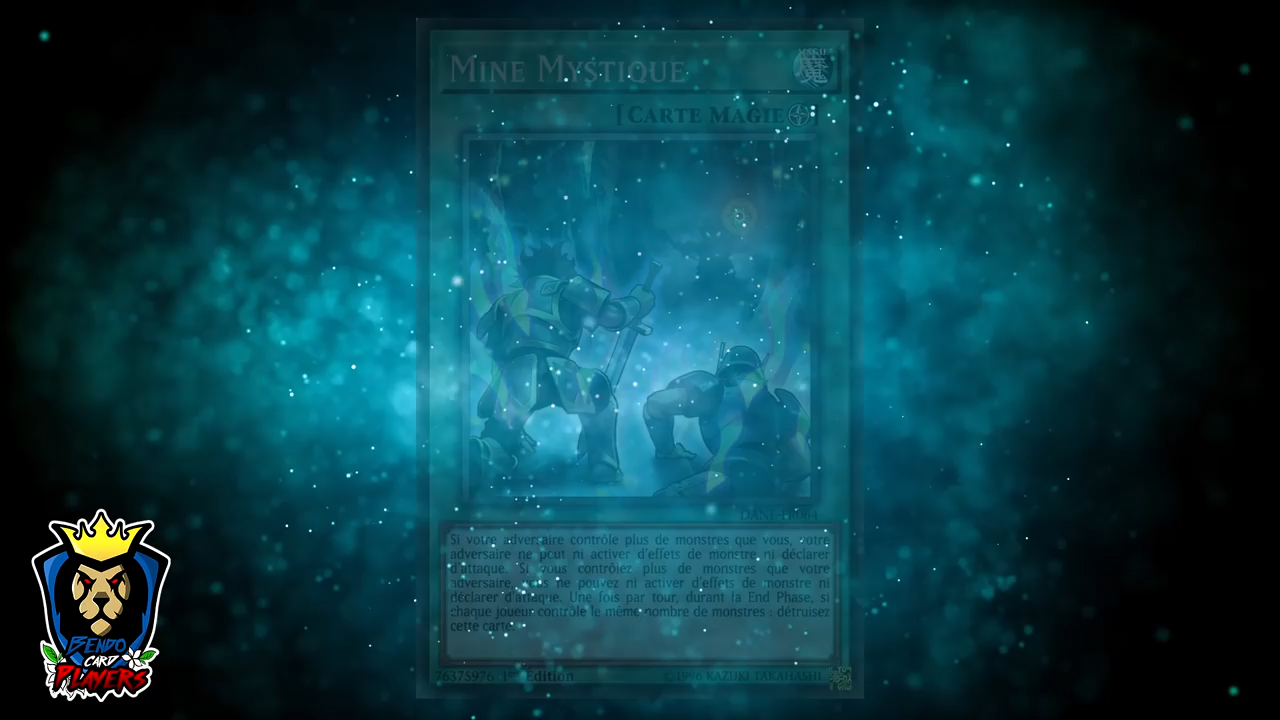 MINE MYSTIQUE
[CARTE MAGIE]
Si votre adversaire contrôle plus de monstres que vous, votre
adversaire ne peut ni activer d'effets de monstre ni déclarer
d'attaque. Si vous contrôlez plus de monstres que votre
adversaire, vous ne pouvez ni activer d'effets de monstre ni
déclarer d'attaque. Une fois par tour, durant la End Phase, si
chaque joueur contrôle le même nombre de monstres : détruisez
cette carte.
76375976 1ère Edition
© 1996 KAZUKI TAKAHASHI
BENDO
CARD
PLAYERS